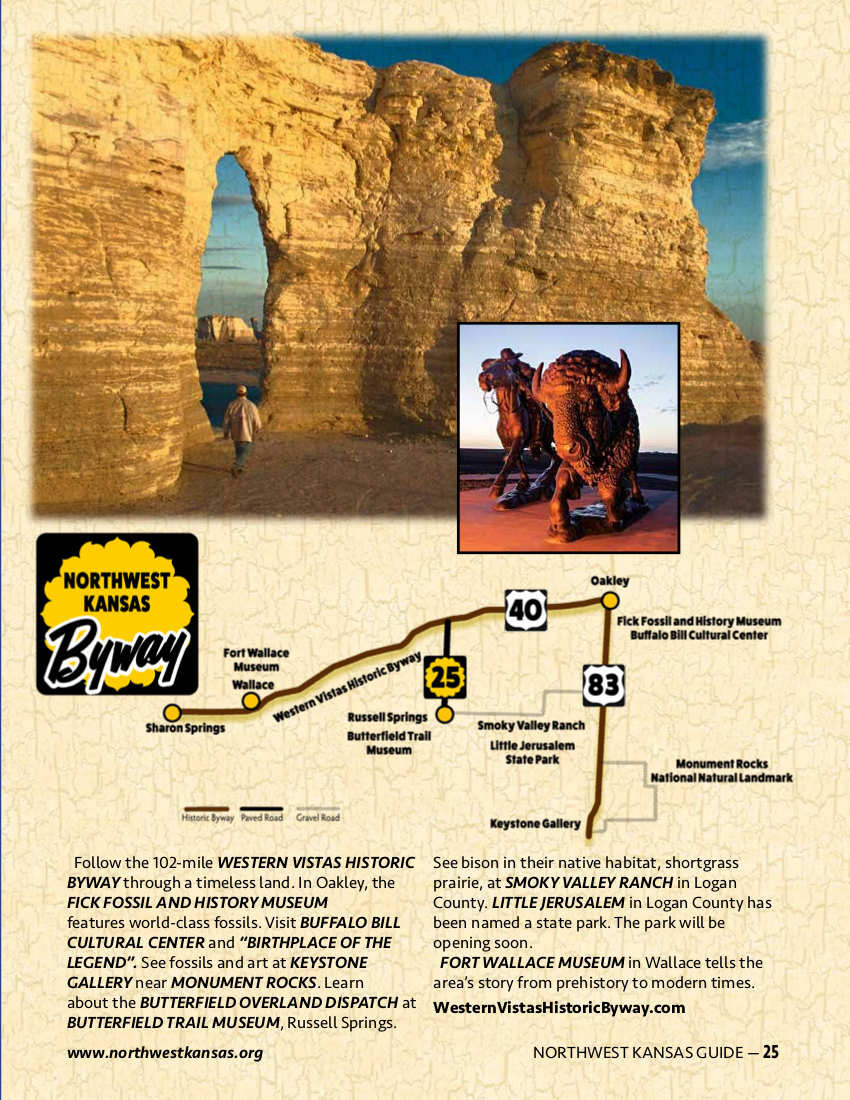 NORTHWEST
KANSAS
Byway
Oakley
40
Fick Fossil and History Museum
Buffalo Bill Cultural Center
Fort Wallace
Museum
Wallace
Western Vistas Historic Byway
25
83
Sharon Springs
Russell Springs
Butterfield Trail
Museum
Smoky Valley Ranch
Little Jerusalem
State Park
Monument Rocks
National Natural Landmark
Keystone Gallery
Historic Byway Paved Road Gravel Road
Follow the 102-mile WESTERN VISTAS HISTORIC
BYWAY through a timeless land. In Oakley, the
FICK FOSSIL AND HISTORY MUSEUM
features world-class fossils. Visit BUFFALO BILL
CULTURAL CENTER and “BIRTHPLACE OF THE
LEGEND”. See fossils and art at KEYSTONE
GALLERY near MONUMENT ROCKS. Learn
about the BUTTERFIELD OVERLAND DISPATCH at
BUTTERFIELD TRAIL MUSEUM, Russell Springs.
See bison in their native habitat, shortgrass
prairie, at SMOKY VALLEY RANCH in Logan
County. LITTLE JERUSALEM in Logan County has
been named a state park. The park will be
opening soon.
FORT WALLACE MUSEUM in Wallace tells the
area’s story from prehistory to modern times.
WesternVistasHistoricByway.com
www.northwestkansas.org
NORTHWEST KANSAS GUIDE — 25